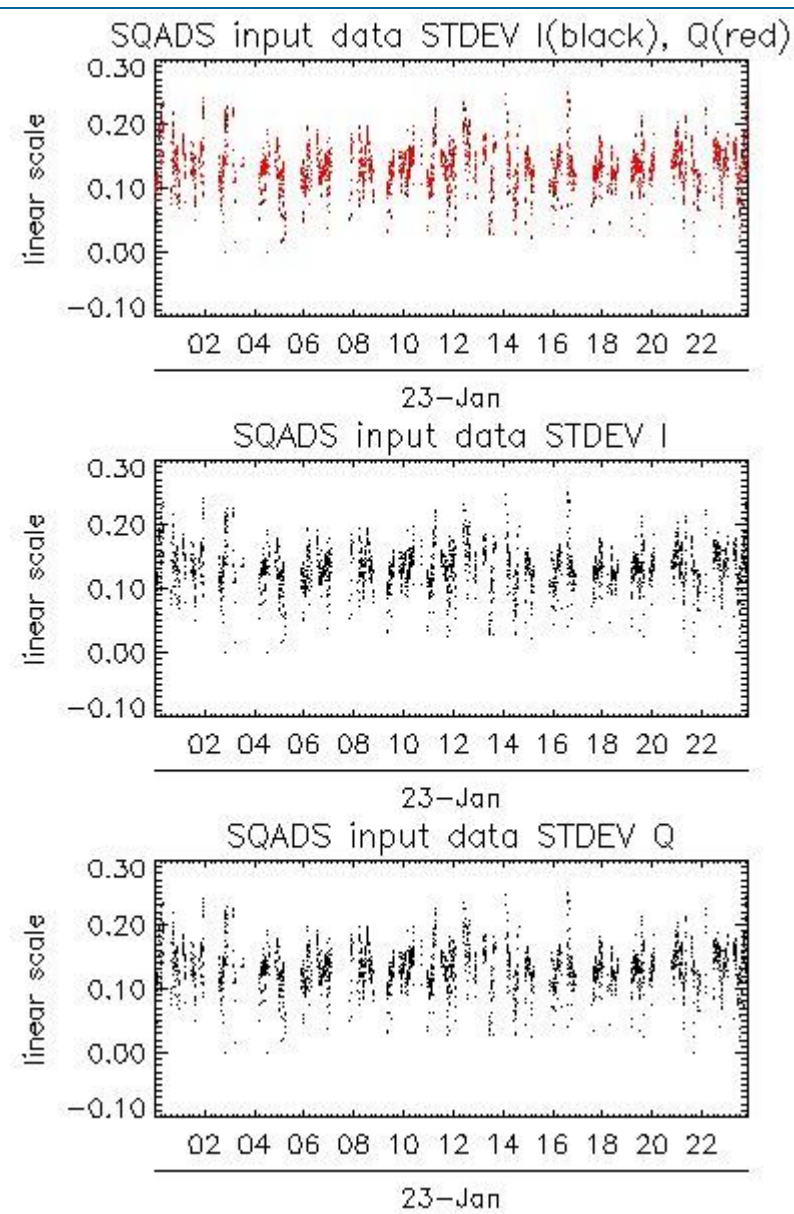 SQADS input data STDEV I(black), Q(red)
0.30
0.20
0.10
0.00
−0.10
linear scale
02 04 06 08 10 12 14 16 18 20 22
23−Jan
SQADS input data STDEV I
0.30
0.20
0.10
0.00
−0.10
linear scale
02 04 06 08 10 12 14 16 18 20 22
23−Jan
SQADS input data STDEV Q
0.30
0.20
0.10
0.00
−0.10
linear scale
02 04 06 08 10 12 14 16 18 20 22
23−Jan